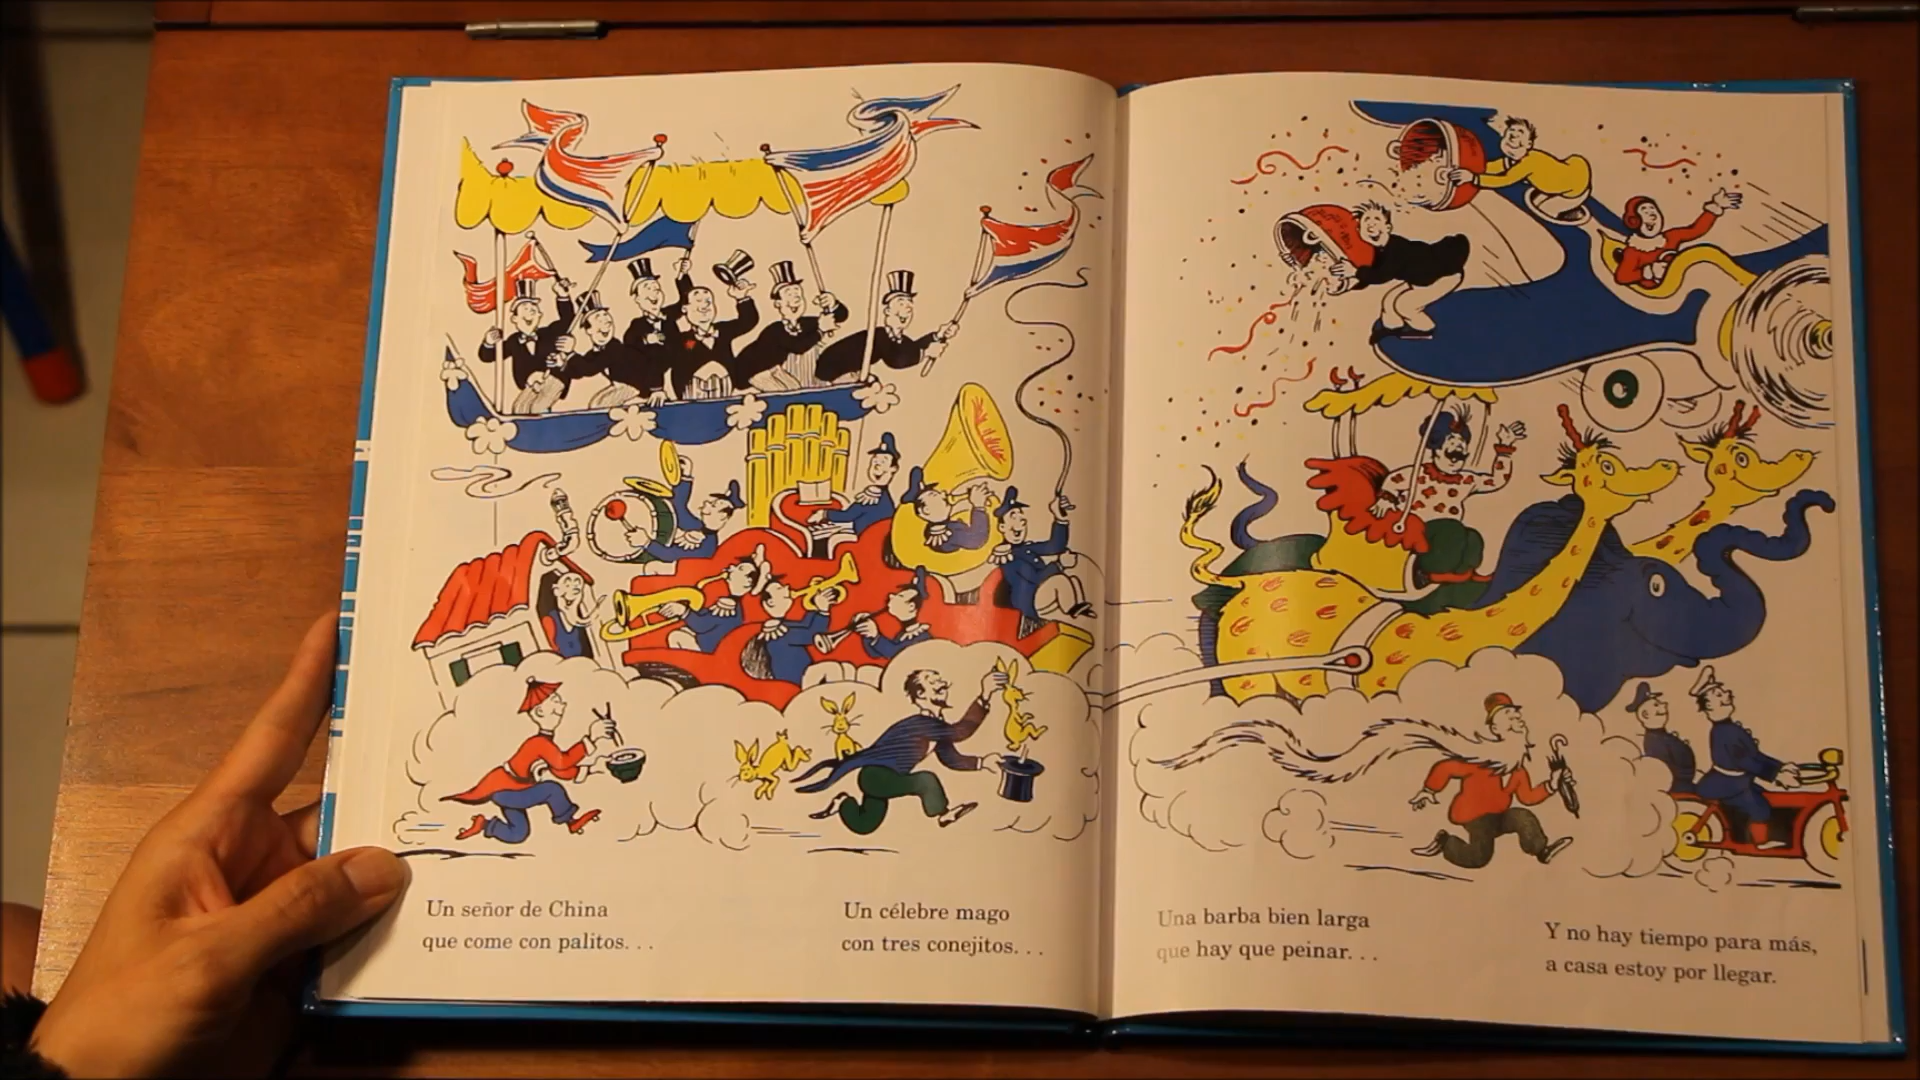 Un señor de China
que come con palitos. . .
Un célebre mago
con tres conejitos. . .
Una barba bien larga
que hay que peinar. . .
Y no hay tiempo para más,
a casa estoy por llegar.